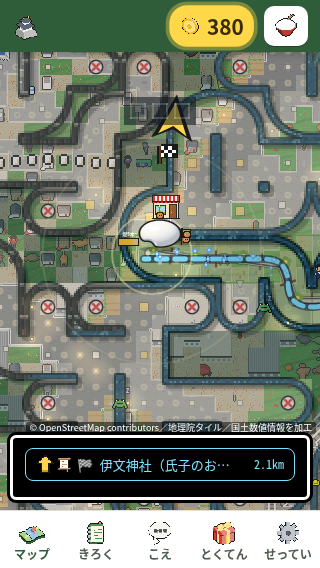 380
© OpenStreetMap contributors／地理院タイル／国土数値情報を加工
伊文神社（氏子のお… 2.1km
マップ きろく こえ とくてん せってい